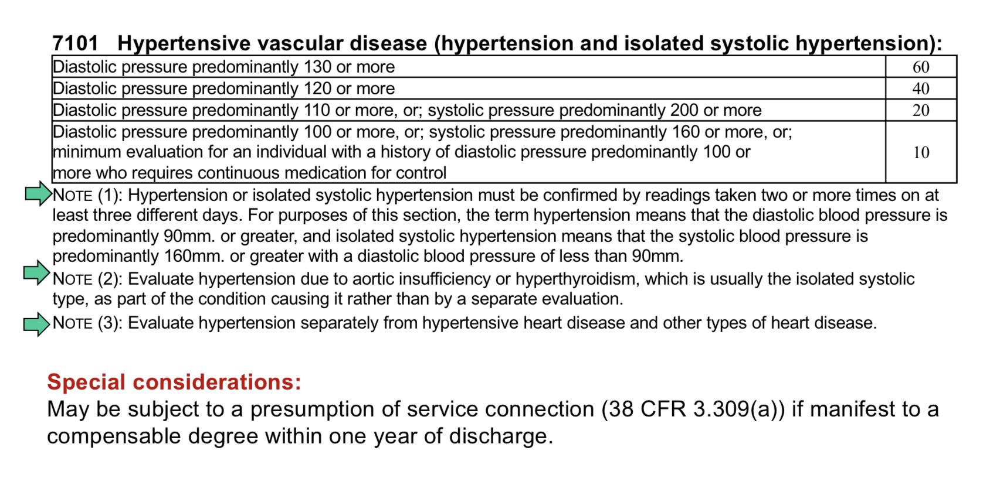 7101 Hypertensive vascular disease (hypertension and isolated systolic hypertension):
Diastolic pressure predominantly 130 or more 60
Diastolic pressure predominantly 120 or more 40
Diastolic pressure predominantly 110 or more, or; systolic pressure predominantly 200 or more 20
Diastolic pressure predominantly 100 or more, or; systolic pressure predominantly 160 or more, or;
minimum evaluation for an individual with a history of diastolic pressure predominantly 100 or 10
more who requires continuous medication for control
NOTE (1): Hypertension or isolated systolic hypertension must be confirmed by readings taken two or more times on at
least three different days. For purposes of this section, the term hypertension means that the diastolic blood pressure is
predominantly 90mm. or greater, and isolated systolic hypertension means that the systolic blood pressure is
predominantly 160mm. or greater with a diastolic blood pressure of less than 90mm.
NOTE (2): Evaluate hypertension due to aortic insufficiency or hyperthyroidism, which is usually the isolated systolic
type, as part of the condition causing it rather than by a separate evaluation.
NOTE (3): Evaluate hypertension separately from hypertensive heart disease and other types of heart disease.
Special considerations:
May be subject to a presumption of service connection (38 CFR 3.309(a)) if manifest to a
compensable degree within one year of discharge.